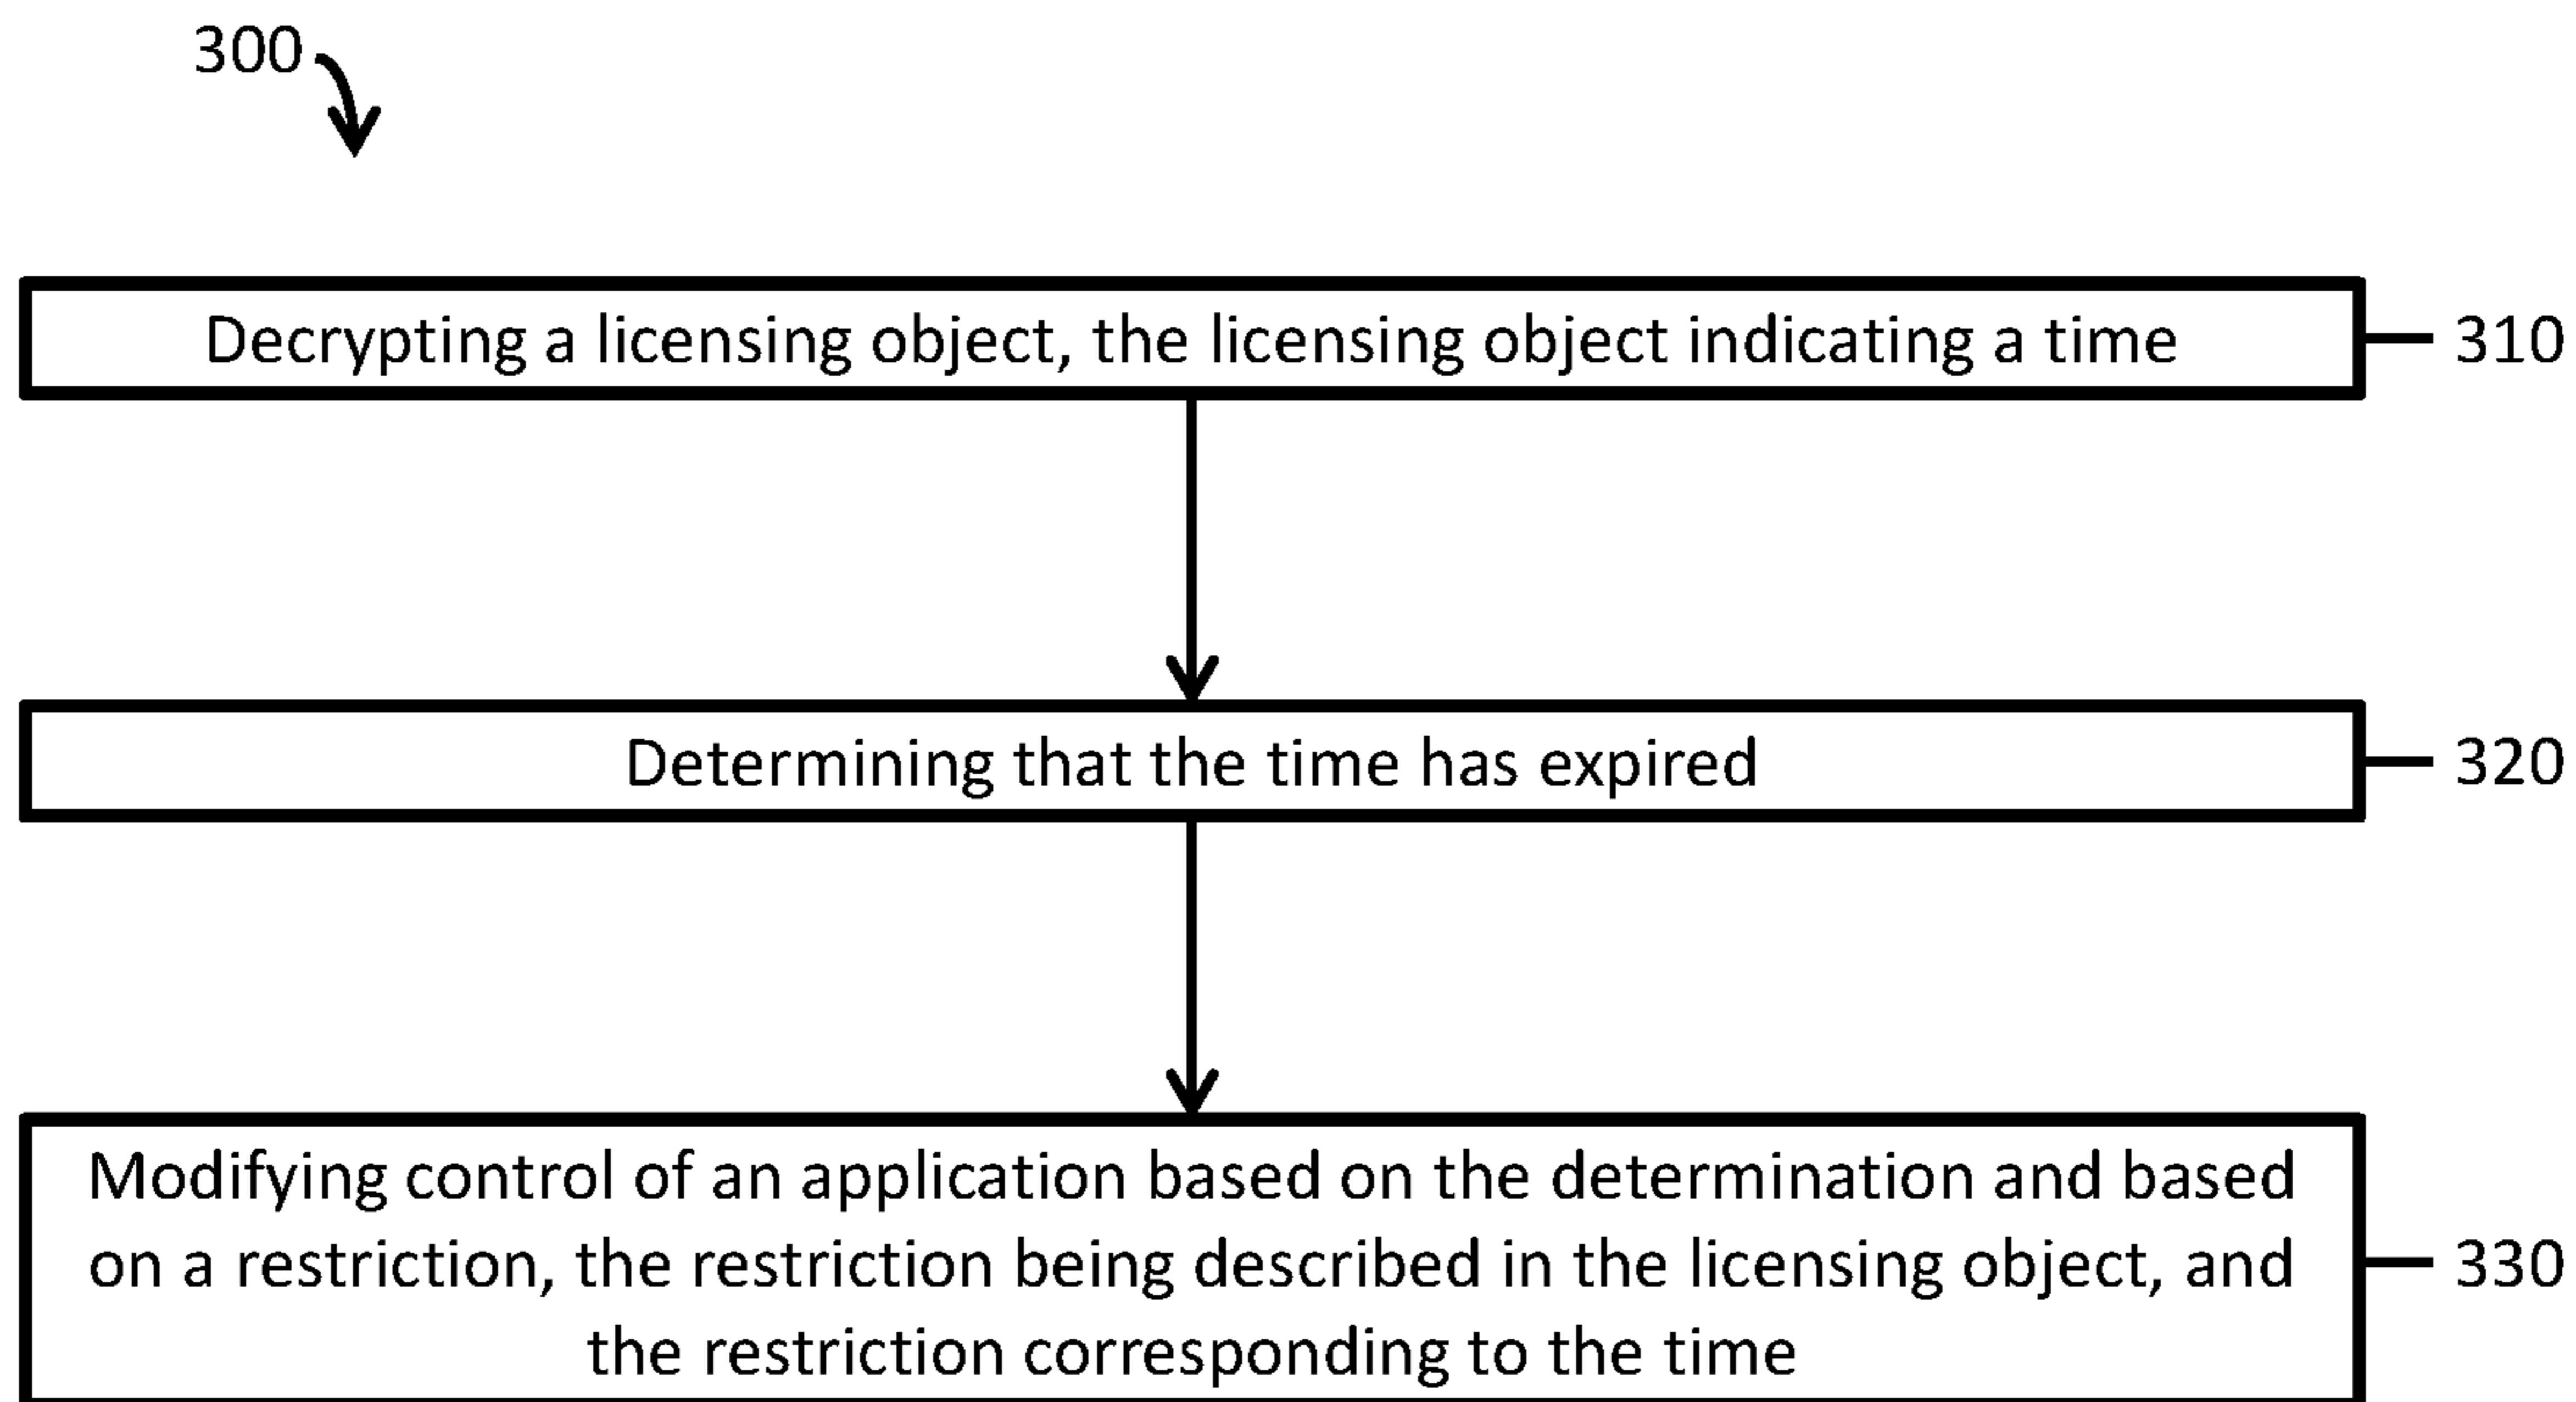 300
Decrypting a licensing object, the licensing object indicating a time
310
Determining that the time has expired
320
Modifying control of an application based on the determination and based
on a restriction, the restriction being described in the licensing object, and
330
the restriction corresponding to the time